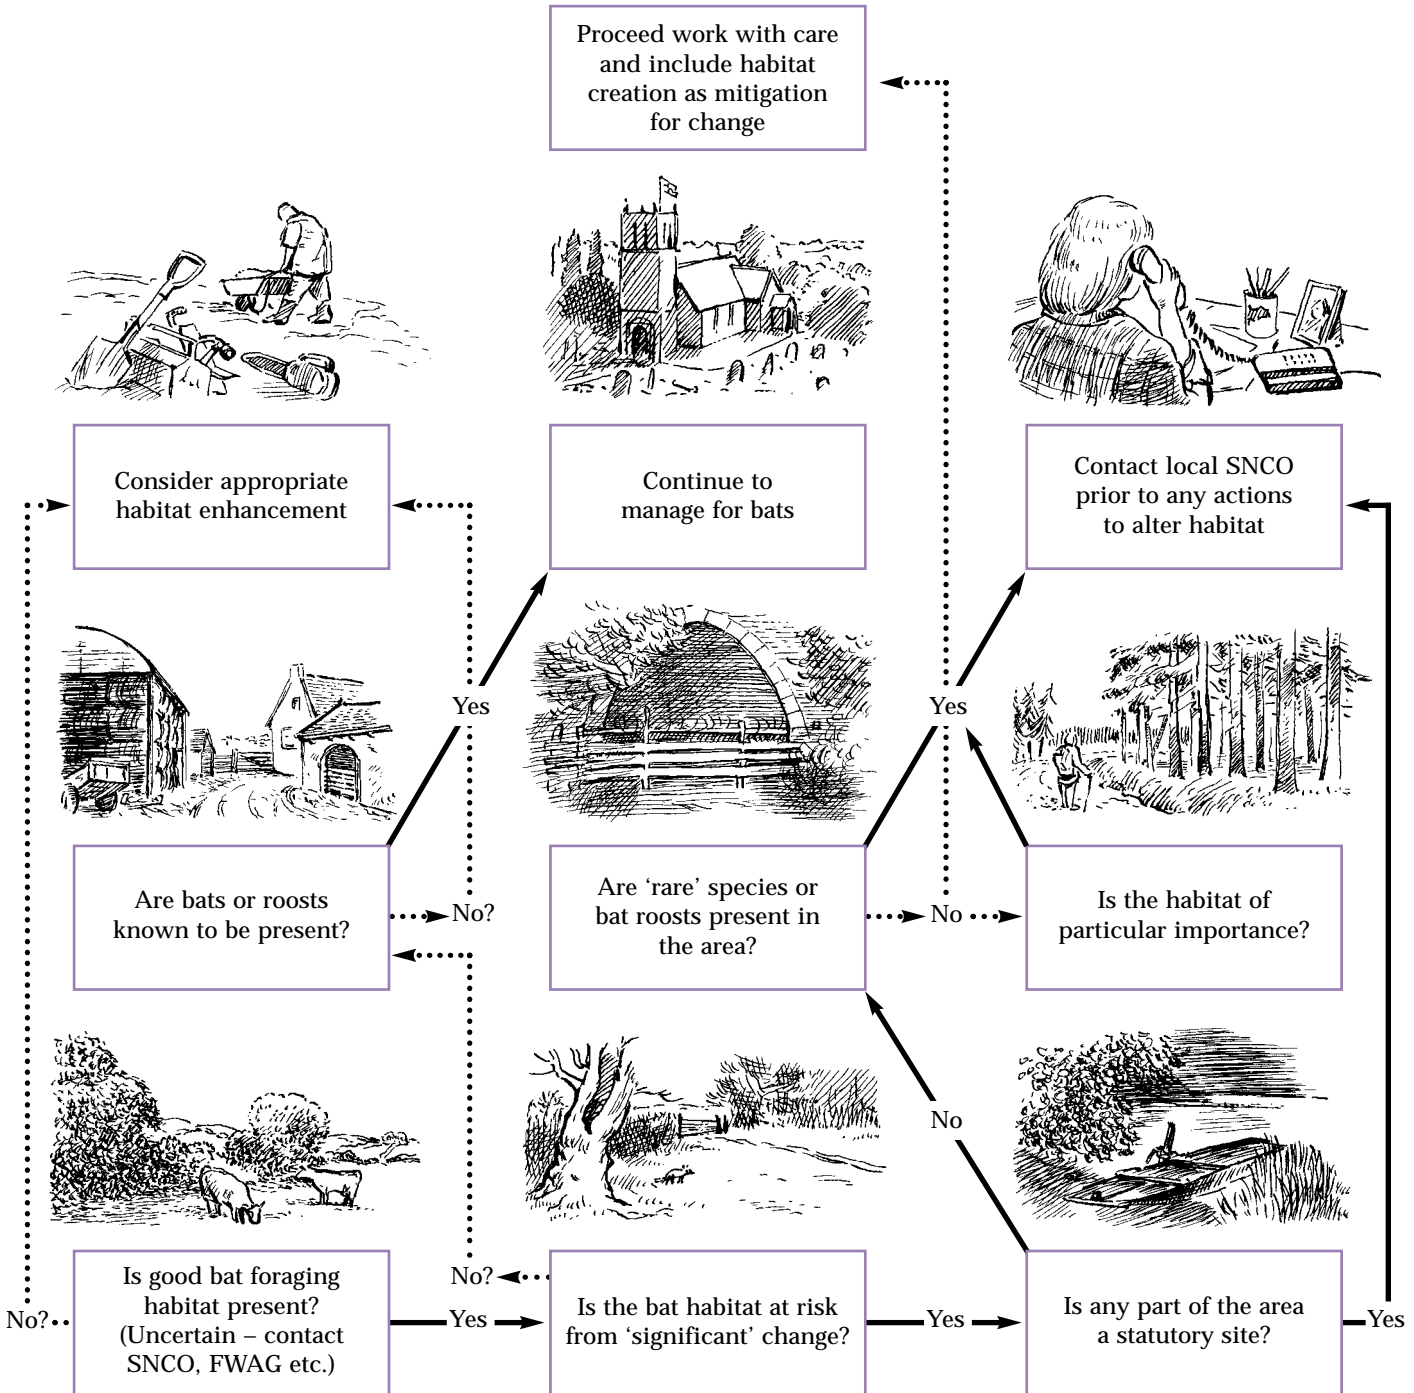 Proceed work with care
and include habitat
creation as mitigation
for change
Consider appropriate
habitat enhancement
Continue to
manage for bats
Contact local SNCO
prior to any actions
to alter habitat
Yes
Yes
Are bats or roosts
known to be present?
No?
Are ‘rare’ species or
bat roosts present in
the area?
No
Is the habitat of
particular importance?
No
No?
Is good bat foraging
habitat present?
(Uncertain – contact
SNCO, FWAG etc.)
No?
Yes
Is the bat habitat at risk
from ‘significant’ change?
Yes
Is any part of the area
a statutory site?
Yes